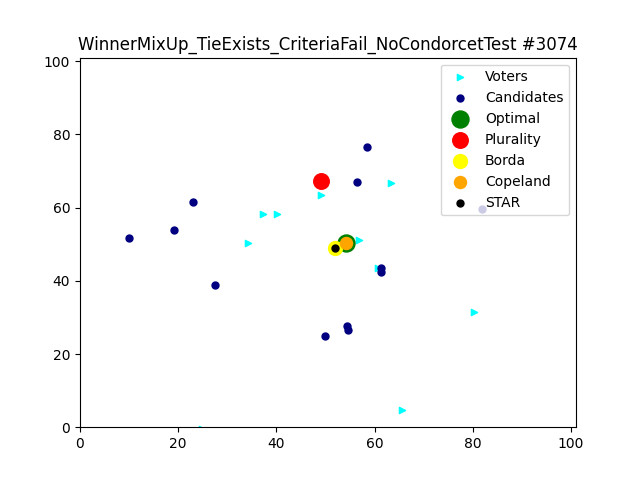 WinnerMixUp_TieExists_CriteriaFail_NoCondorcetTest #3074
Voters
Candidates
Optimal
Plurality
Borda
Copeland
STAR
100
80
60
40
20
0
0 20 40 60 80 100